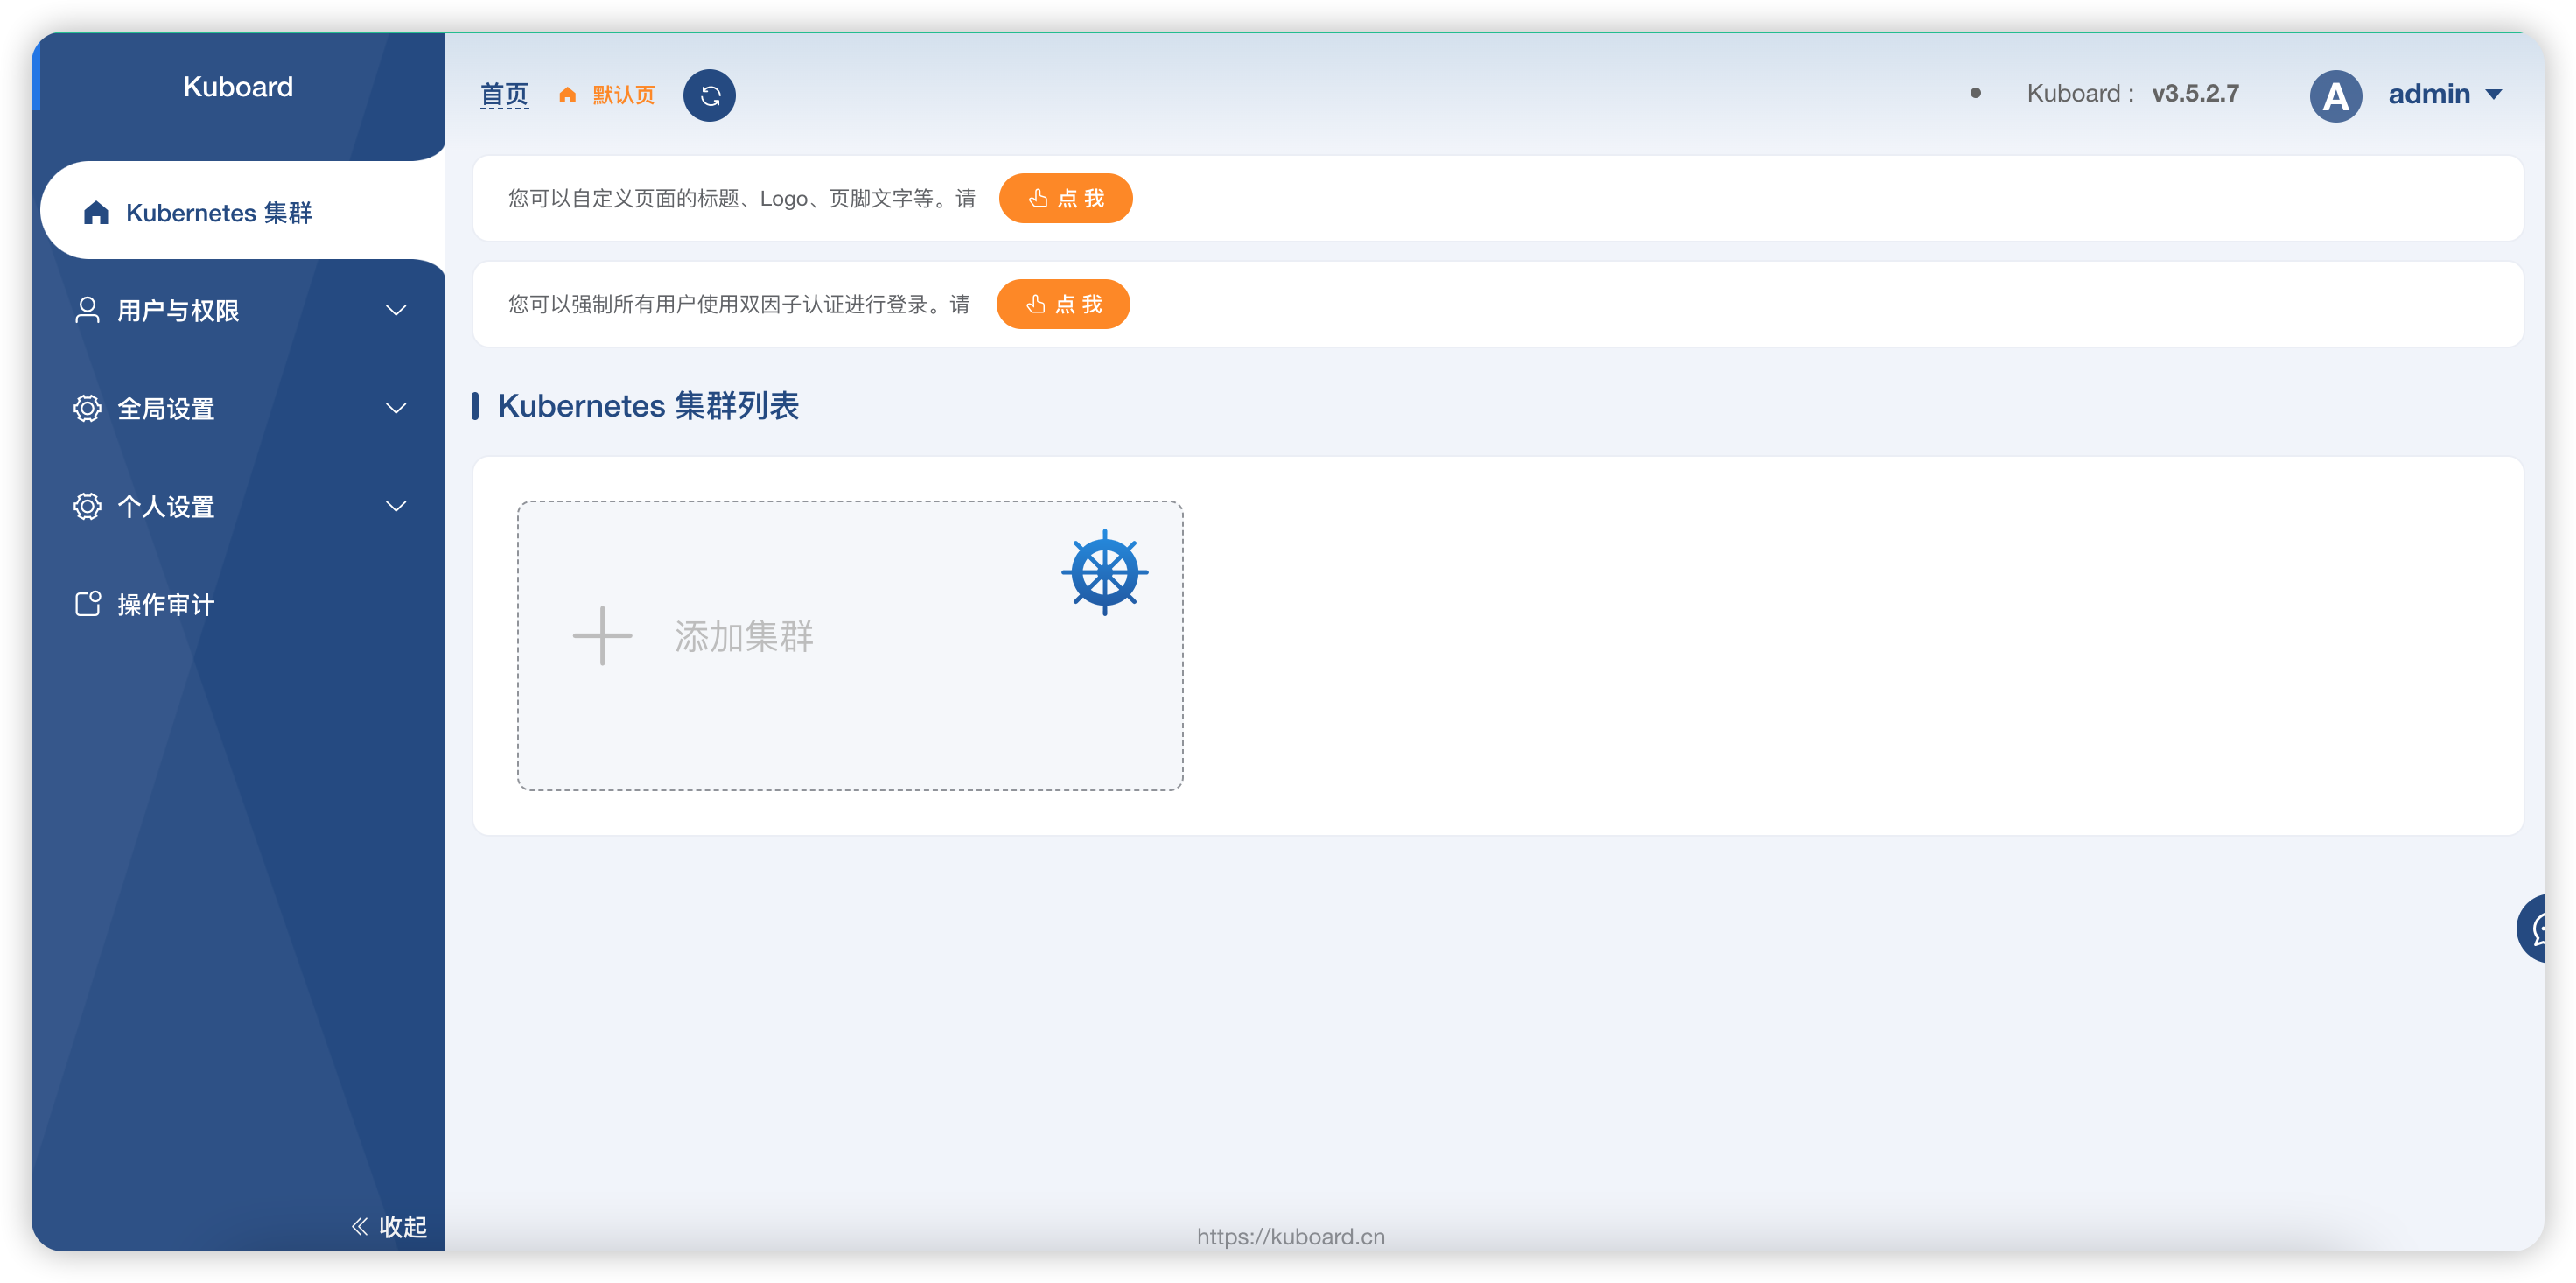 Kuboard
Kubernetes 集群
用户与权限
全局设置
个人设置
操作审计
收起
首页 默认页 Kuboard : v3.5.2.7 A admin
您可以自定义页面的标题、Logo、页脚文字等。请 点 我
您可以强制所有用户使用双因子认证进行登录。请 点 我
Kubernetes 集群列表
添加集群
https://kuboard.cn